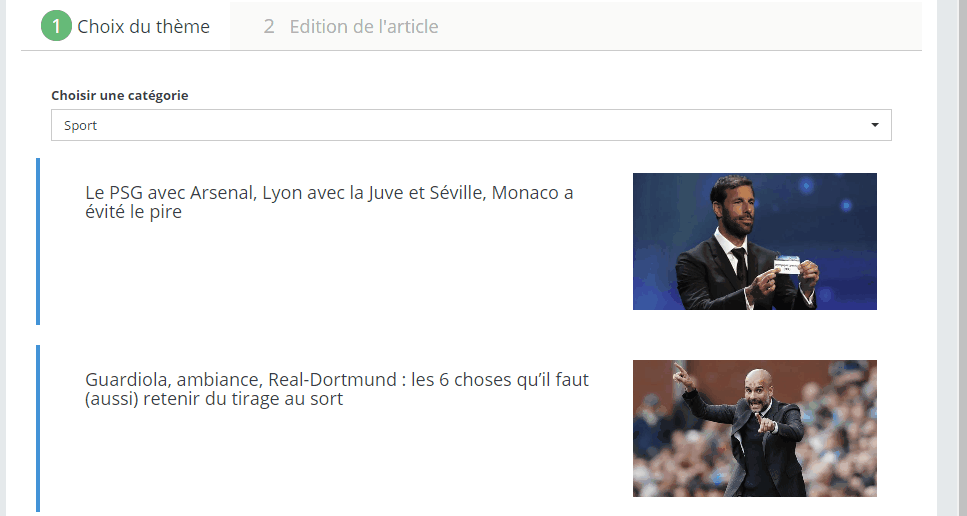 1 Choix du thème
2 Edition de l'article
Choisir une catégorie
Sport
Le PSG avec Arsenal, Lyon avec la Juve et Séville, Monaco a
évité le pire
Guardiola, ambiance, Real-Dortmund : les 6 choses qu’il faut
(aussi) retenir du tirage au sort